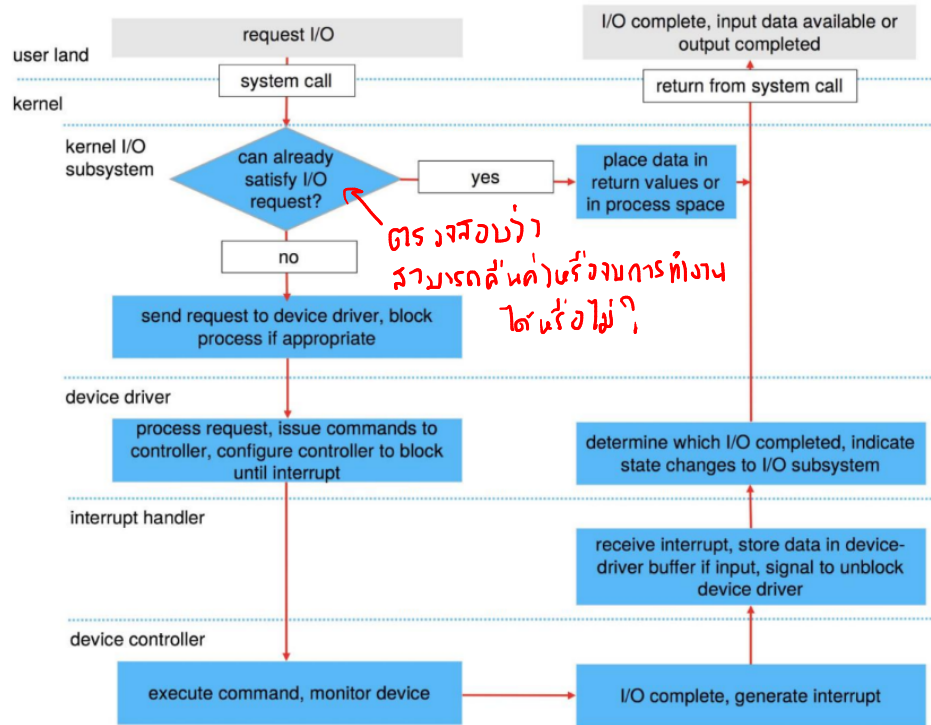 request I/O
I/O complete, input data available or
output completed
user land
system call
return from system call
kernel
kernel I/O
subsystem
can already
satisfy I/O
request?
yes
place data in
return values or
in process space
ตรวจสอบว่า
สามารถคืนค่าหรือจบการทำงาน
ได้หรือไม่?
no
send request to device driver, block
process if appropriate
device driver
process request, issue commands to
controller, configure controller to block
until interrupt
determine which I/O completed, indicate
state changes to I/O subsystem
interrupt handler
receive interrupt, store data in device-
driver buffer if input, signal to unblock
device driver
device controller
execute command, monitor device
I/O complete, generate interrupt